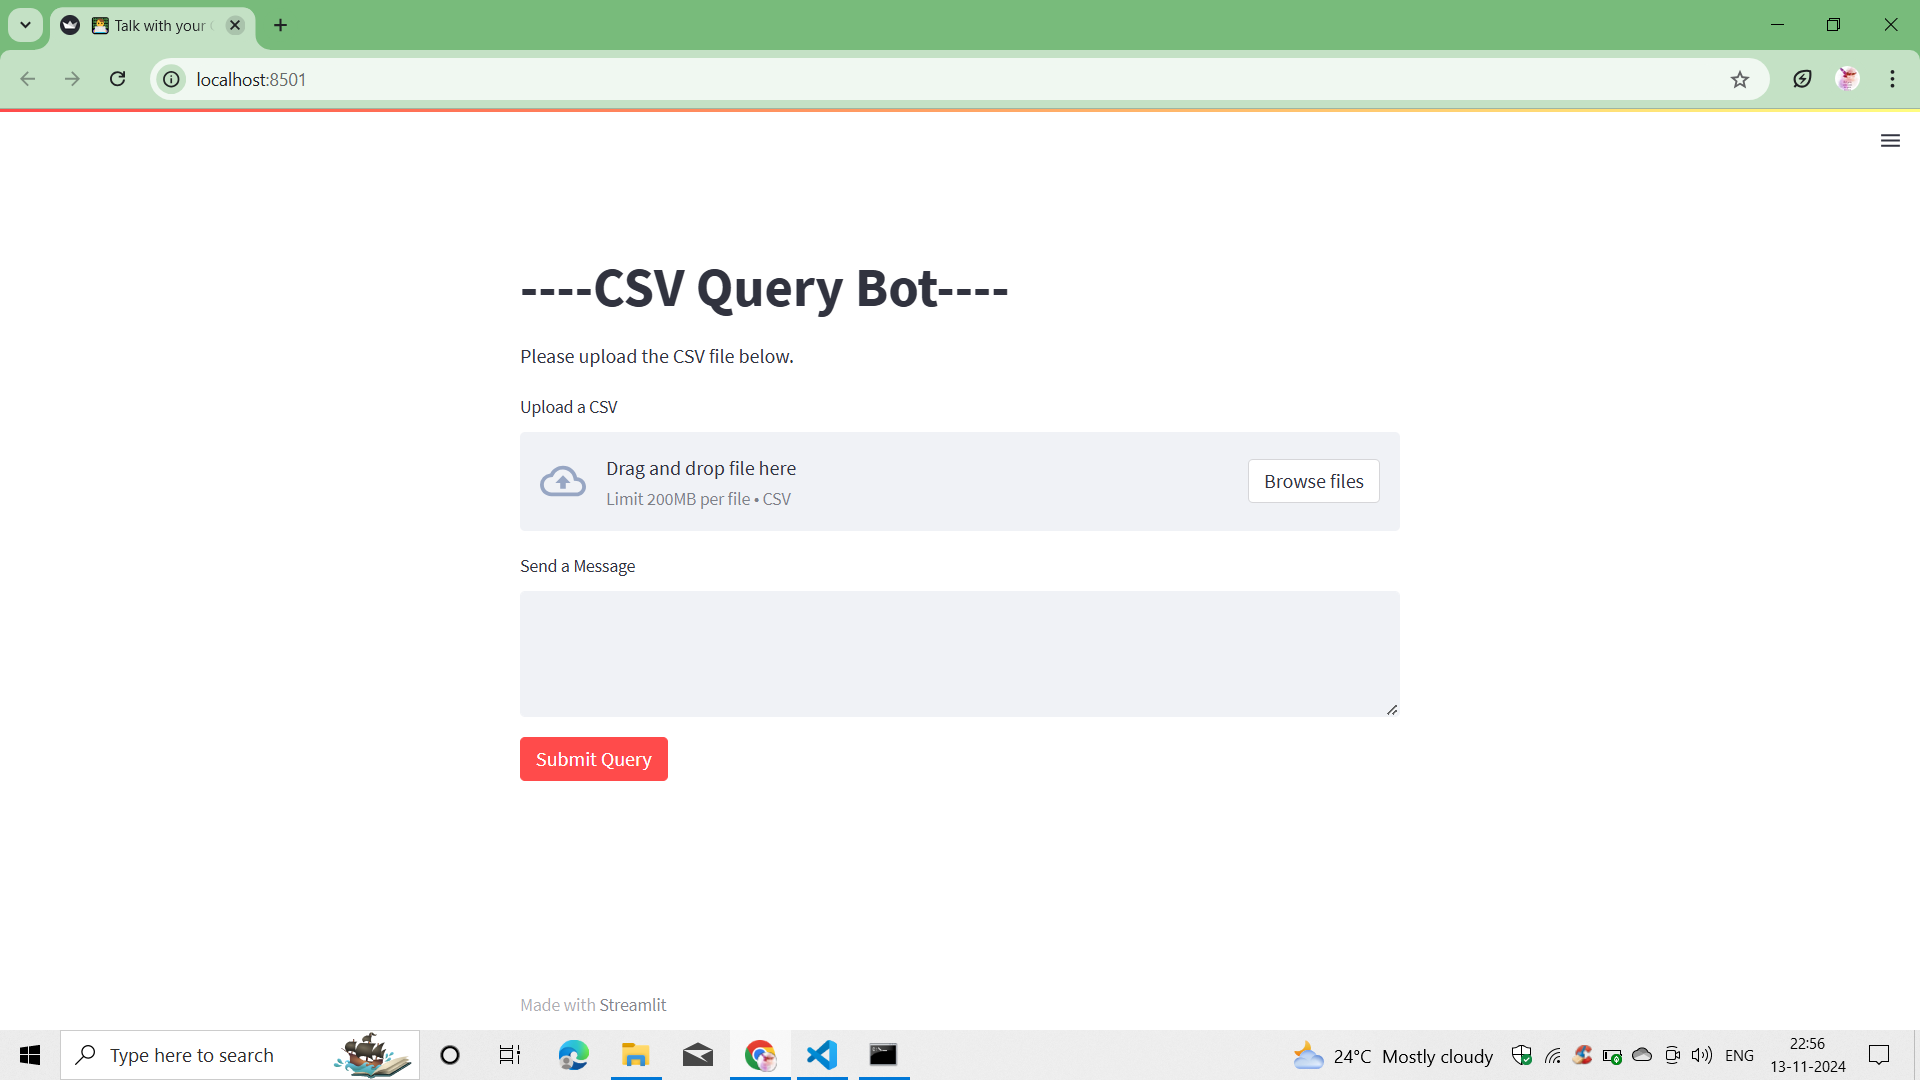 Talk with your
localhost:8501
----CSV Query Bot----
Please upload the CSV file below.
Upload a CSV
Drag and drop file here
Limit 200MB per file • CSV
Browse files
Send a Message
Submit Query
Made with Streamlit
Type here to search
24°C Mostly cloudy
ENG
22:56
13-11-2024